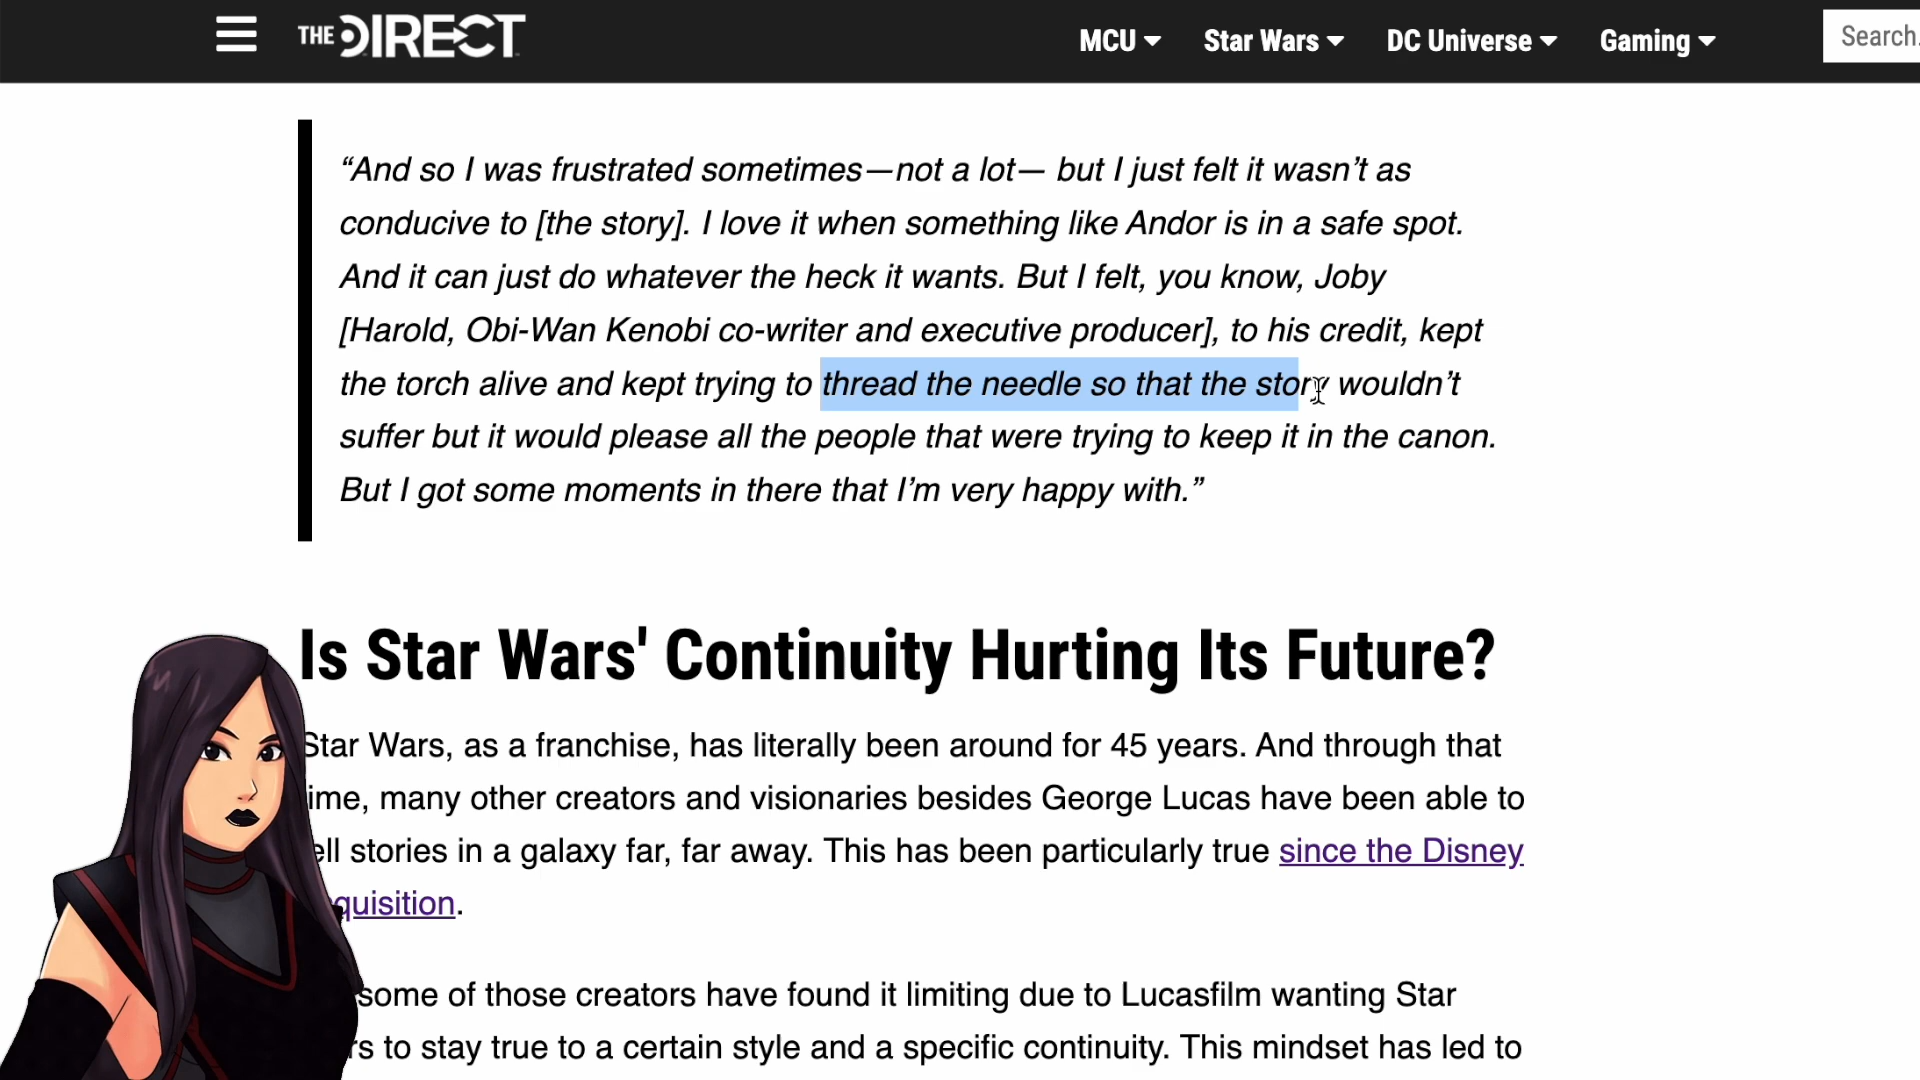 THE DIRECT
MCU
Star Wars
DC Universe
Gaming
Search.
“And so I was frustrated sometimes—not a lot— but I just felt it wasn’t as
conducive to [the story]. I love it when something like Andor is in a safe spot.
And it can just do whatever the heck it wants. But I felt, you know, Joby
[Harold, Obi-Wan Kenobi co-writer and executive producer], to his credit, kept
the torch alive and kept trying to thread the needle so that the story wouldn’t
suffer but it would please all the people that were trying to keep it in the canon.
But I got some moments in there that I’m very happy with.”
Is Star Wars' Continuity Hurting Its Future?
Star Wars, as a franchise, has literally been around for 45 years. And through that
ime, many other creators and visionaries besides George Lucas have been able to
ell stories in a galaxy far, far away. This has been particularly true since the Disney
quisition.
some of those creators have found it limiting due to Lucasfilm wanting Star
rs to stay true to a certain style and a specific continuity. This mindset has led to